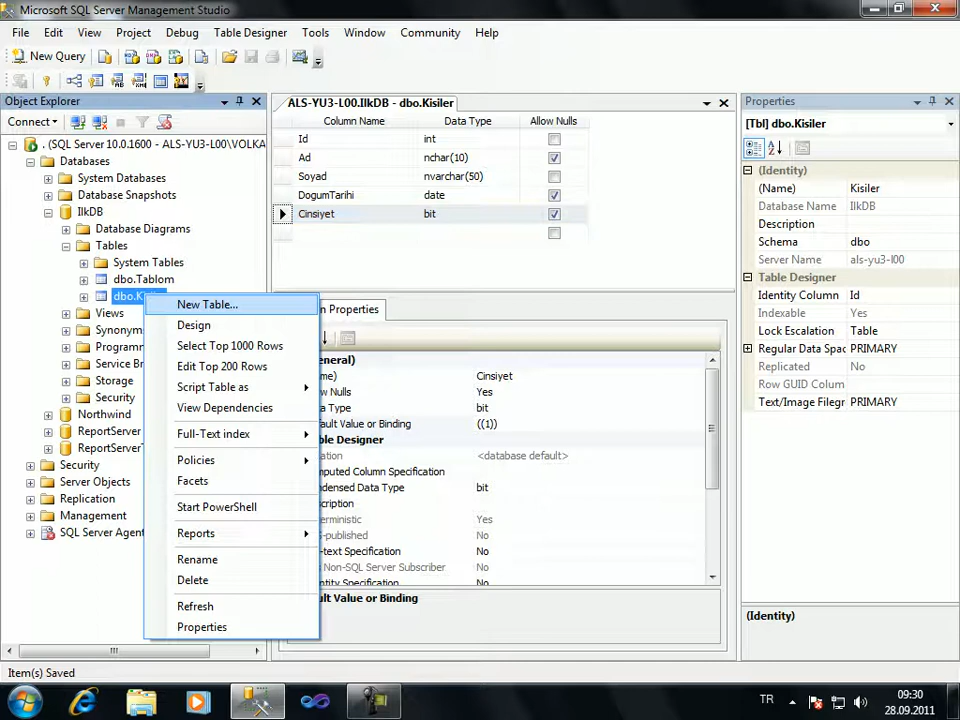 Microsoft SQL Server Management Studio
File Edit View Project Debug Table Designer Tools Window Community Help
New Query
Object Explorer
Connect
. (SQL Server 10.0.1600 - ALS-YU3-L00\VOLKA
Databases
System Databases
Database Snapshots
IlkDB
Database Diagrams
Tables
System Tables
dbo.Tablom
dbo.Ki
Views
Synonym
Programr
Service Br
Storage
Security
Northwind
ReportServer
ReportServer
Security
Server Objects
Replication
Management
SQL Server Agent
New Table...
Design
Select Top 1000 Rows
Edit Top 200 Rows
Script Table as
View Dependencies
Full-Text index
Policies
Facets
Start PowerShell
Reports
Rename
Delete
Refresh
Properties
ALS-YU3-L00.IlkDB - dbo.Kisiler
Column Name Data Type Allow Nulls
Id int
Ad nchar(10)
Soyad nvarchar(50)
DogumTarihi date
Cinsiyet bit
n Properties
eneral)
me) Cinsiyet
w Nulls Yes
ta Type bit
fault Value or Binding ((1))
ble Designer
ation <database default>
mputed Column Specification
ndensed Data Type bit
scription
terministic Yes
S-published No
l-text Specification No
s Non-SQL Server Subscriber No
entity Specification No
ult Value or Binding
Properties
[Tbl] dbo.Kisiler
(Identity)
(Name) Kisiler
Database Name IlkDB
Description
Schema dbo
Server Name als-yu3-l00
Table Designer
Identity Column Id
Indexable Yes
Lock Escalation Table
Regular Data Spac PRIMARY
Replicated No
Row GUID Colum
Text/Image Filegr PRIMARY
(Identity)
Item(s) Saved
TR
09:30
28.09.2011